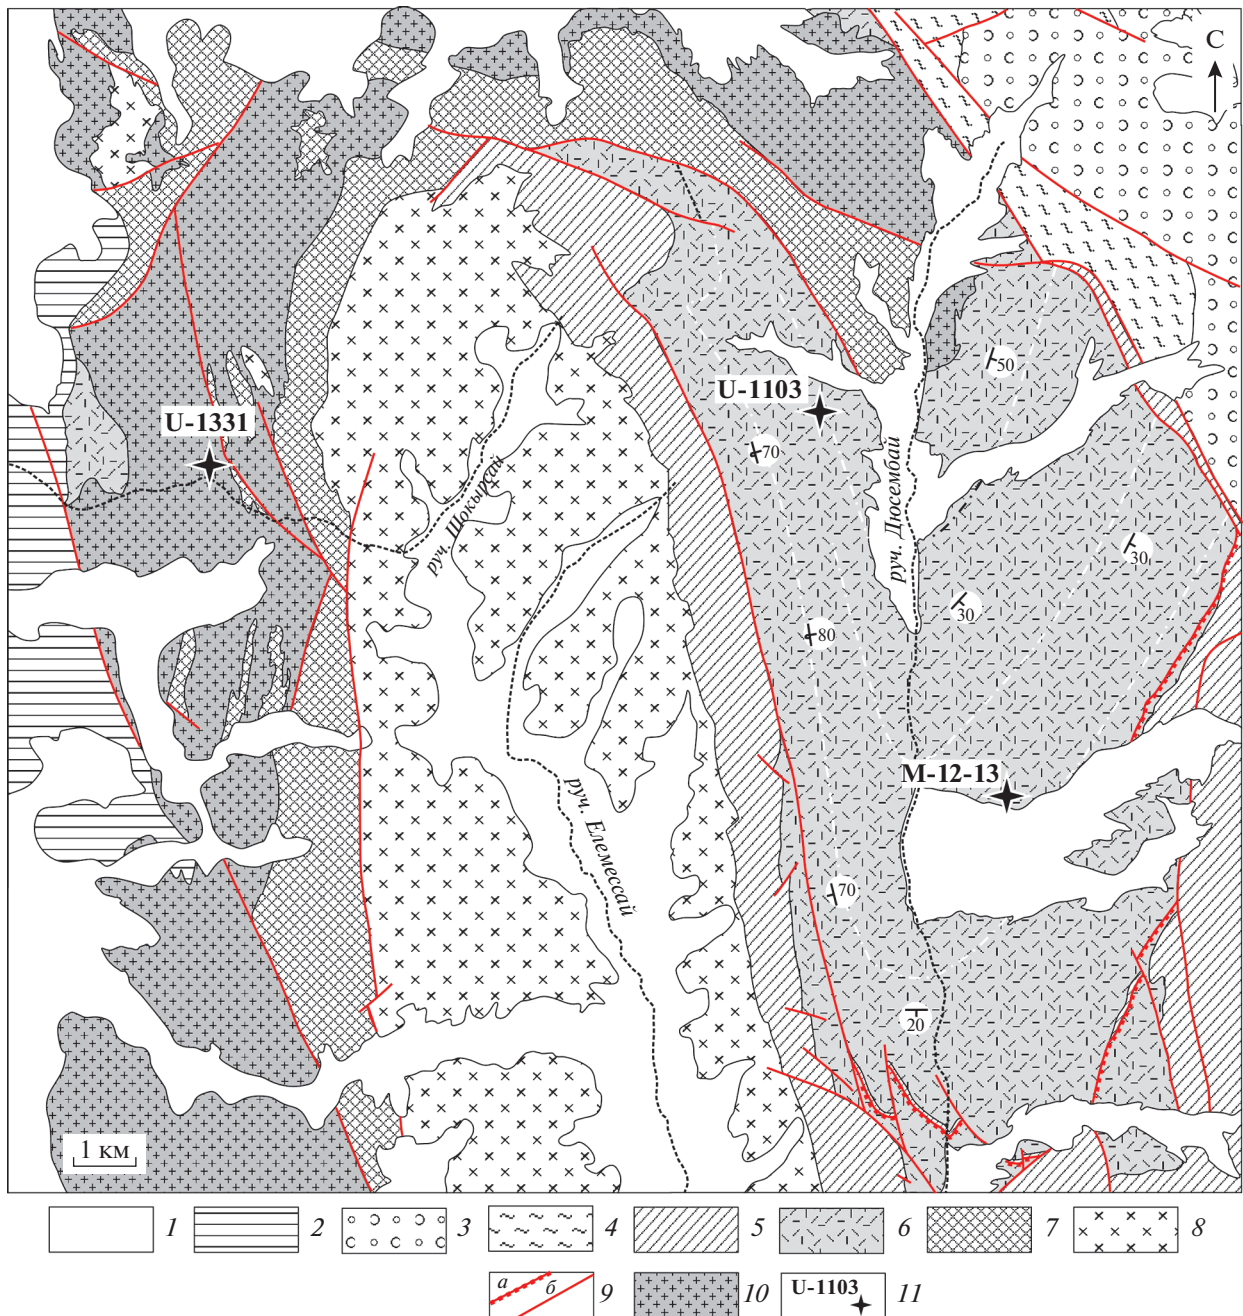 С
U-1331
U-1103
50
70
30
30
80
руч. Шокырсай
руч. Дюсембай
М-12-13
руч. Елемессай
70
20
1 км
1
2
3
4
5
6
7
8
а
б
9
10
U-1103
11